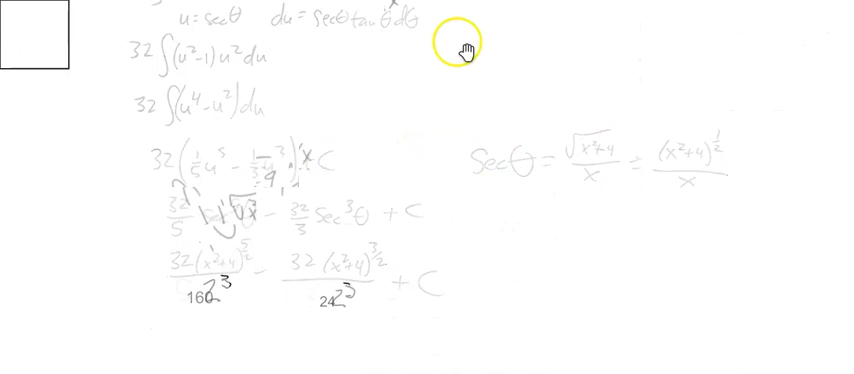 u = secθ du = secθ tanθ dθ
32 ∫(u²-1)u² du
32 ∫(u⁴-u²)du
32(1/5 u⁵ - 1/3 u³) + C
secθ = √(x²+4)/x = (x²+4)^(1/2)/x
32/5 - 32/3 sec³θ + C
32(x²+4)^(5/2)/160 2³ - 32(x²+4)^(3/2)/24 2³ + C